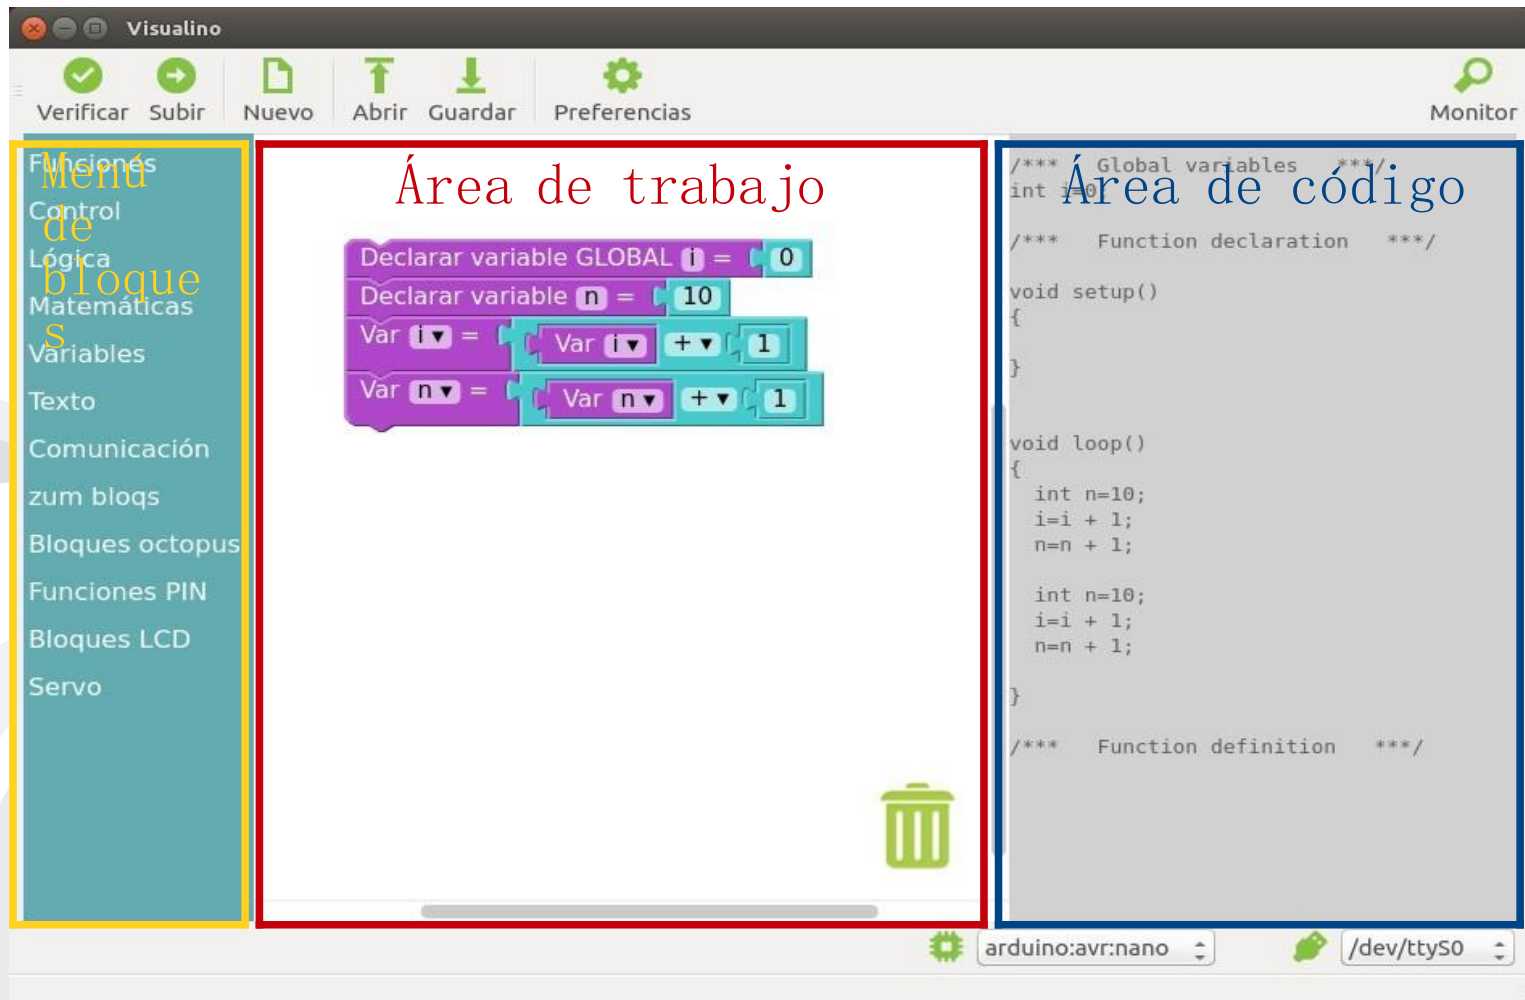 Visualino
Verificar Subir Nuevo Abrir Guardar Preferencias Monitor
Menú
de
bloque
s
Funciones
Control
Lógica
Matemáticas
Variables
Texto
Comunicación
zum bloqs
Bloques octopus
Funciones PIN
Bloques LCD
Servo
Área de trabajo
Declarar variable GLOBAL i = 0
Declarar variable n = 10
Var i = Var i + 1
Var n = Var n + 1
Área de código
/*** Global variables ***/
int i=0;
/*** Function declaration ***/
void setup()
{
}
void loop()
{
int n=10;
i=i + 1;
n=n + 1;
int n=10;
i=i + 1;
n=n + 1;
}
/*** Function definition ***/
arduino:avr:nano /dev/ttyS0